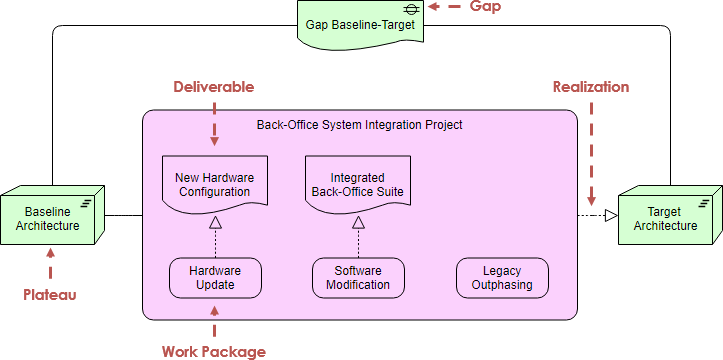 Gap Baseline-Target
Gap
Deliverable
Realization
Back-Office System Integration Project
New Hardware
Configuration
Integrated
Back-Office Suite
Baseline
Architecture
Target
Architecture
Hardware
Update
Software
Modification
Legacy
Outphasing
Plateau
Work Package